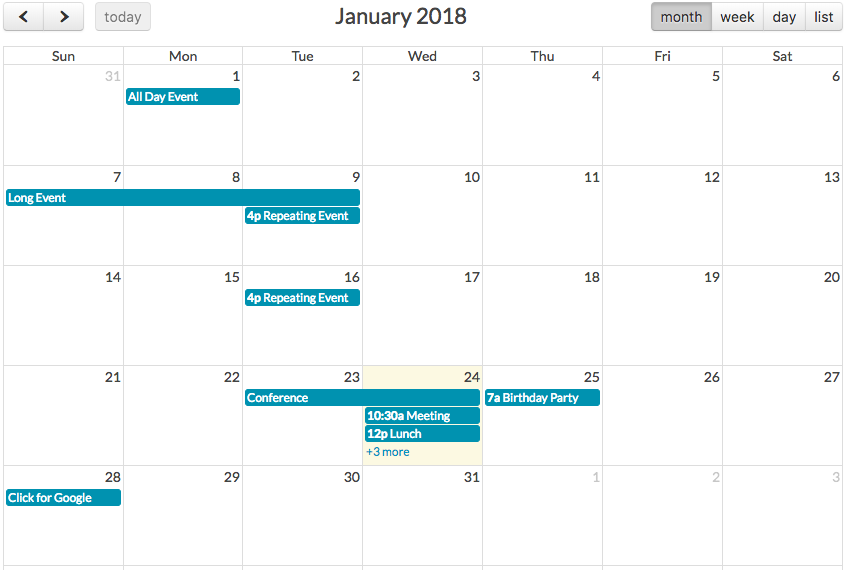 today January 2018 month week day list
Sun Mon Tue Wed Thu Fri Sat
31 1 2 3 4 5 6
All Day Event
7 8 9 10 11 12 13
Long Event
4p Repeating Event
14 15 16 17 18 19 20
4p Repeating Event
21 22 23 24 25 26 27
Conference 7a Birthday Party
10:30a Meeting
12p Lunch
+3 more
28 29 30 31 1 2 3
Click for Google